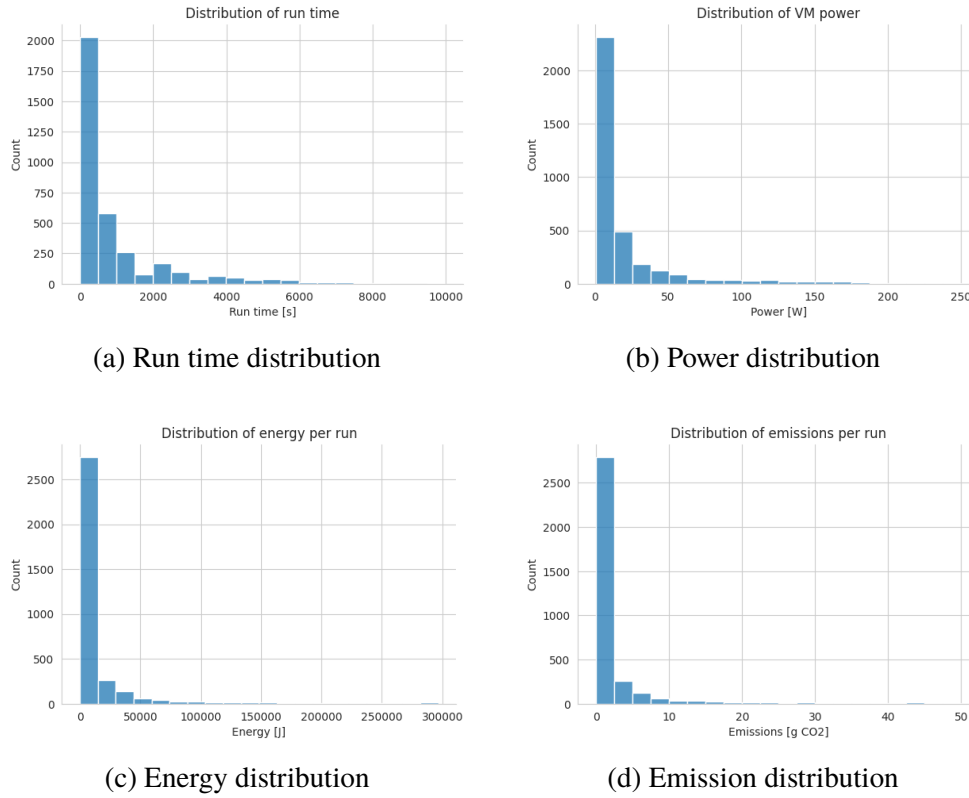 Distribution of run time
2000
1750
1500
1250
1000
750
500
250
0
Count
0 2000 4000 6000 8000 10000
Run time [s]
(a) Run time distribution
Distribution of VM power
2000
1500
1000
500
0
Count
0 50 100 150 200 250
Power [W]
(b) Power distribution
Distribution of energy per run
2500
2000
1500
1000
500
0
Count
0 50000 100000 150000 200000 250000 300000
Energy [J]
(c) Energy distribution
Distribution of emissions per run
2500
2000
1500
1000
500
0
Count
0 10 20 30 40 50
Emissions [g CO2]
(d) Emission distribution